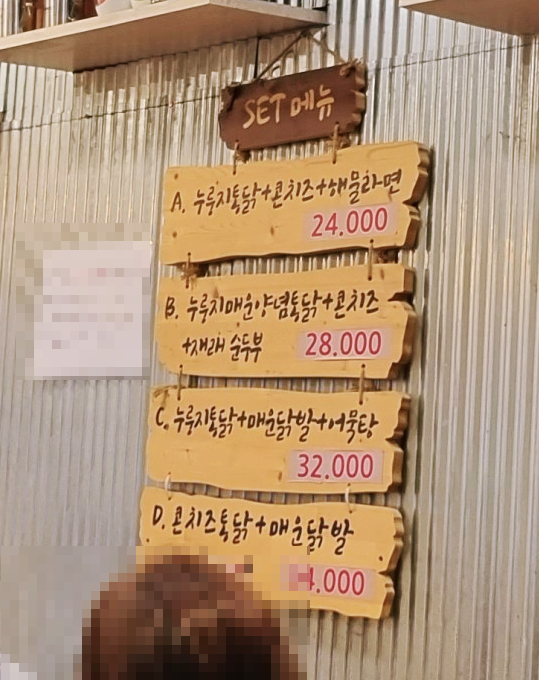 SET메뉴
A. 누룽지통닭+콘치즈+해물라면
24.000
B. 누룽지매운양념통닭+콘치즈
+재래순두부 28.000
C. 누룽지통닭+매운닭발+어묵탕
32.000
D. 콘치즈통닭+매운닭발